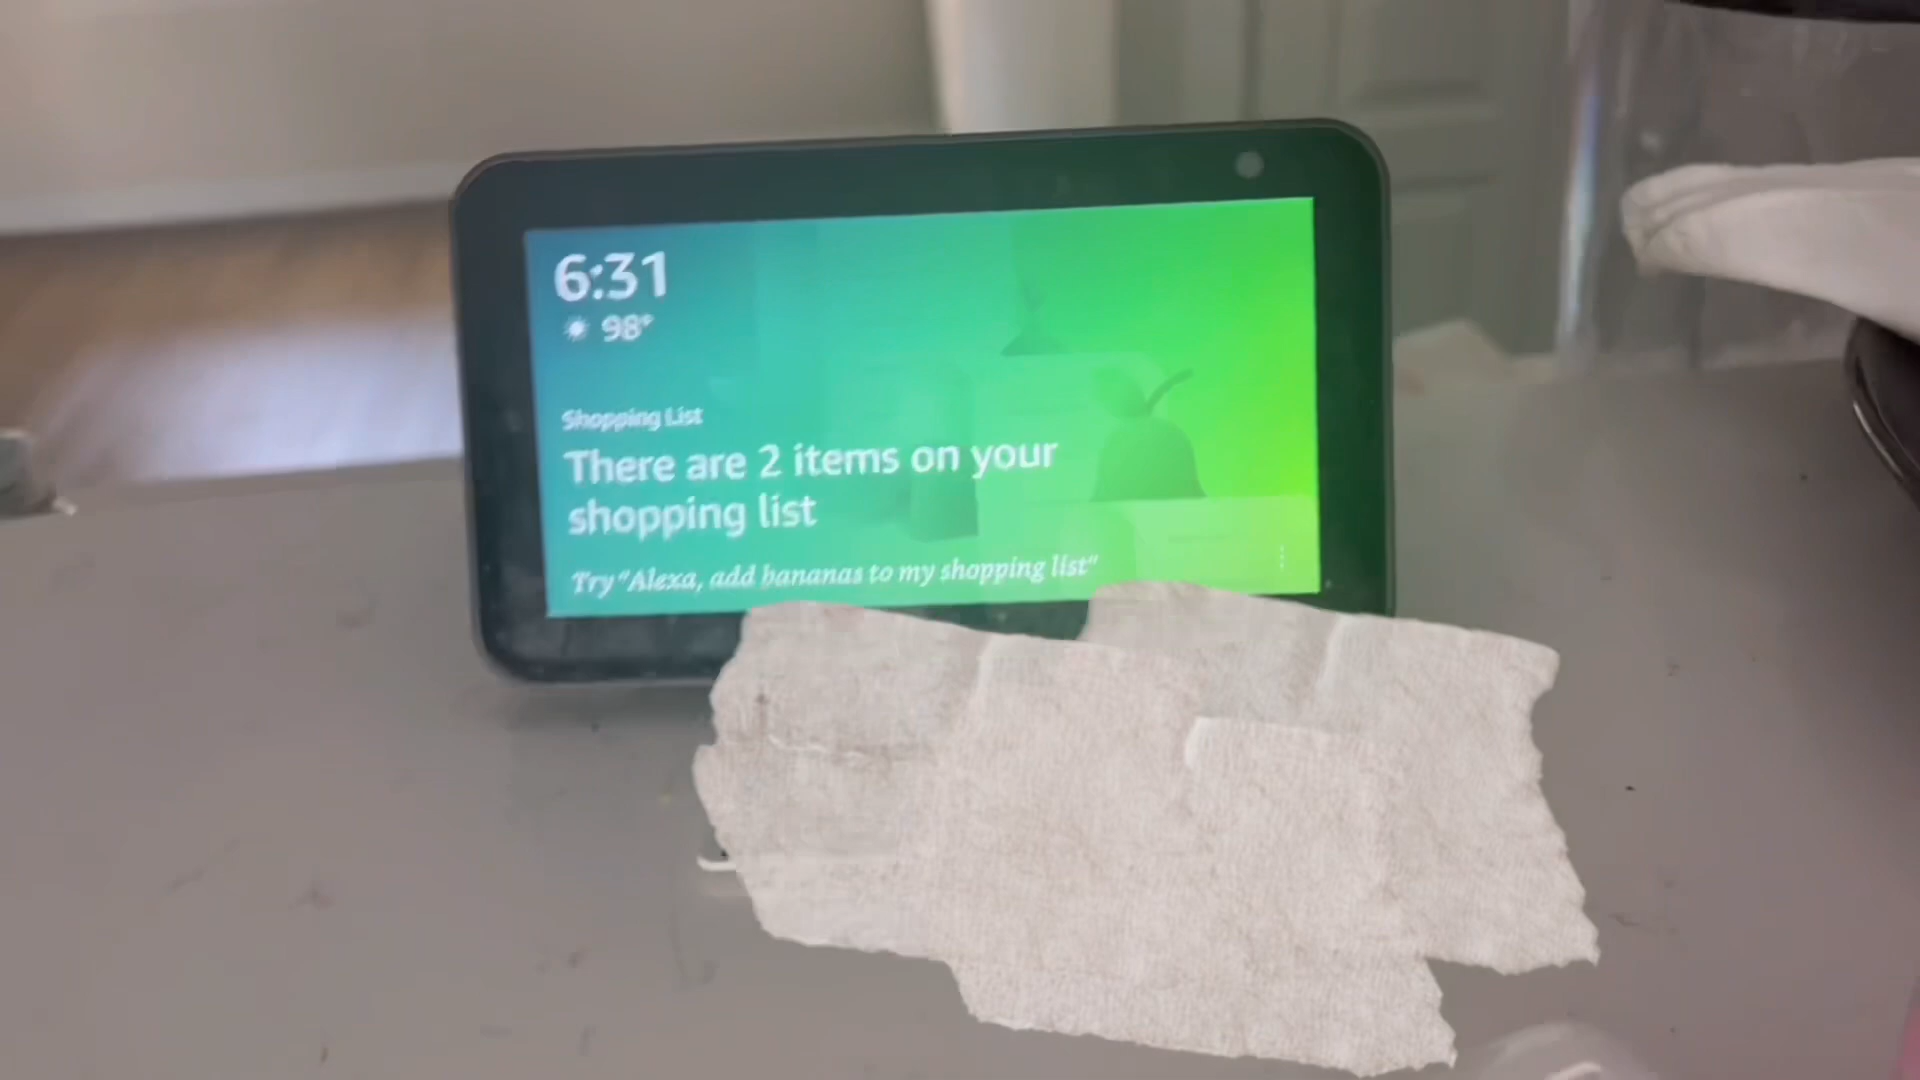 6:31
98°
Shopping List
There are 2 items on your
shopping list
Try "Alexa, add bananas to my shopping list"